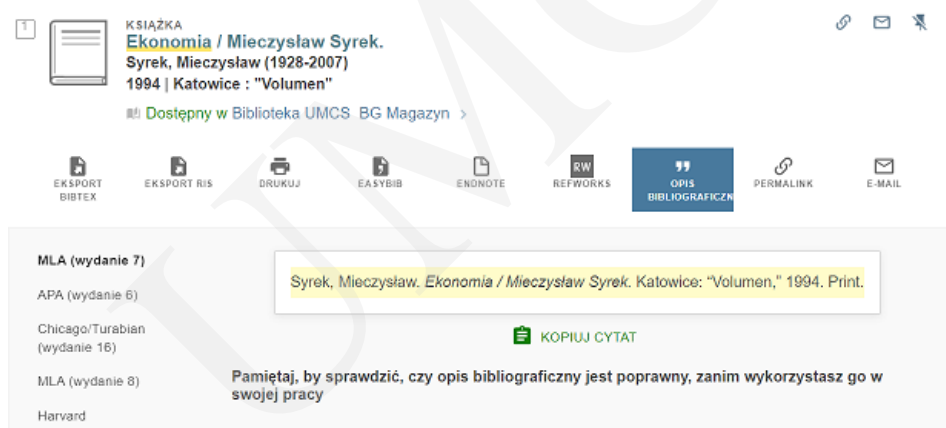 1
KSIĄŻKA
Ekonomia / Mieczysław Syrek.
Syrek, Mieczysław (1928-2007)
1994 | Katowice : "Volumen"
Dostępny w Biblioteka UMCS BG Magazyn >
EKSPORT BIBTEX
EKSPORT RIS
DRUKUJ
EASYBIB
ENDNOTE
RW
REFWORKS
OPIS BIBLIOGRAFICZN
PERMALINK
E-MAIL
MLA (wydanie 7)
APA (wydanie 6)
Chicago/Turabian
(wydanie 16)
MLA (wydanie 8)
Harvard
Syrek, Mieczysław. Ekonomia / Mieczysław Syrek. Katowice: “Volumen,” 1994. Print.
KOPIUJ CYTAT
Pamiętaj, by sprawdzić, czy opis bibliograficzny jest poprawny, zanim wykorzystasz go w
swojej pracy
UMC